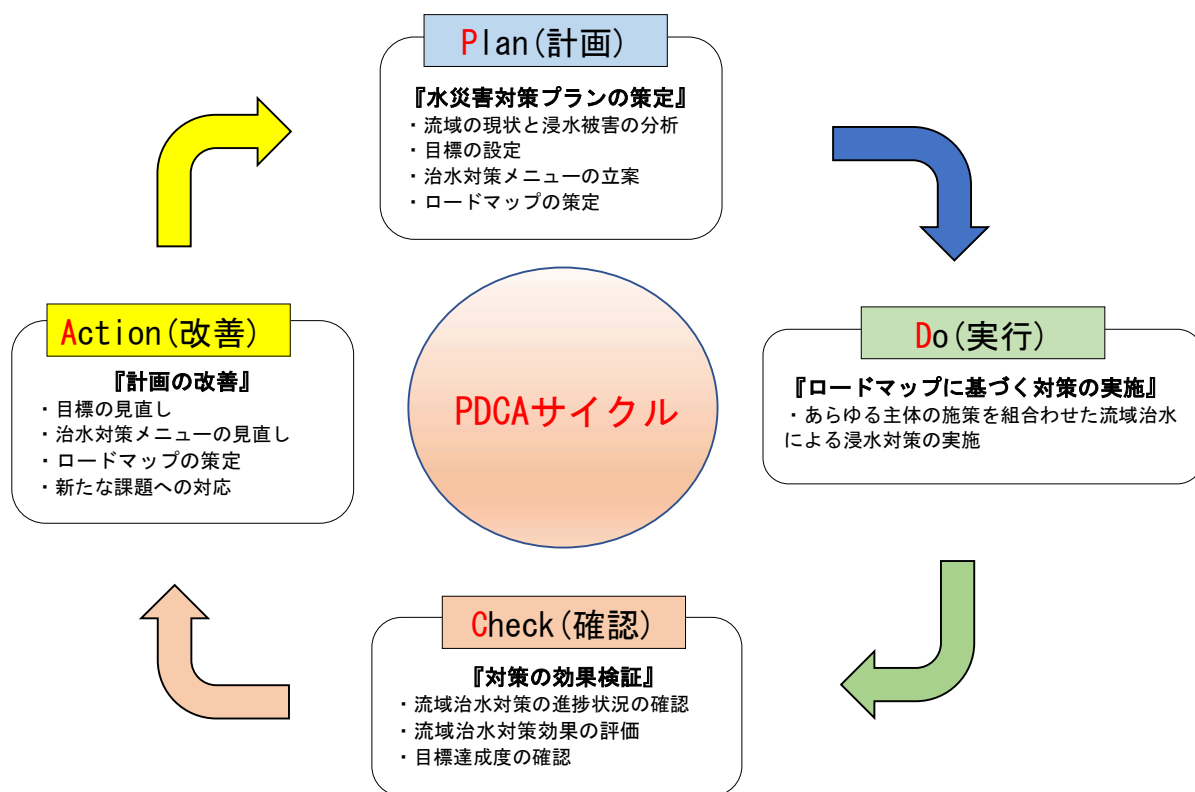 Plan(計画)
『水災害対策プランの策定』
・流域の現状と浸水被害の分析
・目標の設定
・治水対策メニューの立案
・ロードマップの策定
Action(改善)
『計画の改善』
・目標の見直し
・治水対策メニューの見直し
・ロードマップの策定
・新たな課題への対応
PDCAサイクル
Do(実行)
『ロードマップに基づく対策の実施』
・あらゆる主体の施策を組合わせた流域治水
による浸水対策の実施
Check(確認)
『対策の効果検証』
・流域治水対策の進捗状況の確認
・流域治水対策効果の評価
・目標達成度の確認